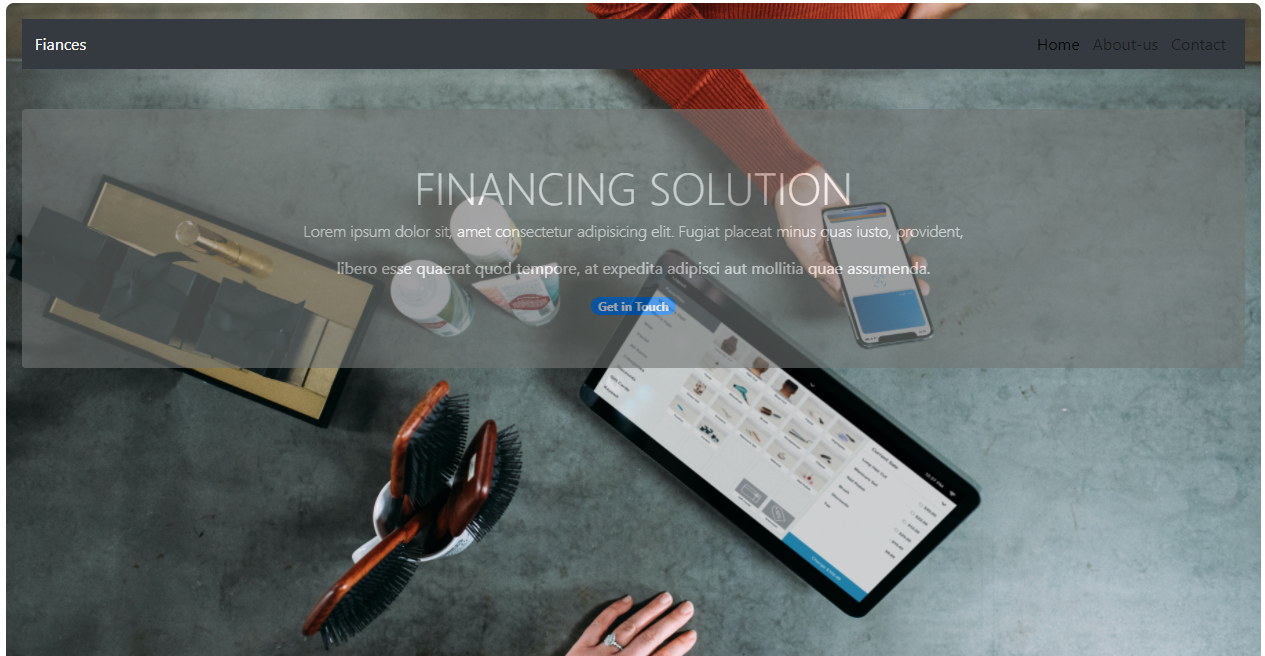 Fiances
Home About-us Contact
FINANCING SOLUTION
Lorem ipsum dolor sit, amet consectetur adipisicing elit. Fugiat placeat minus quas iusto, provident,
libero esse quaerat quod tempore, at expedita adipisci aut mollitia quae assumenda.
Get in Touch